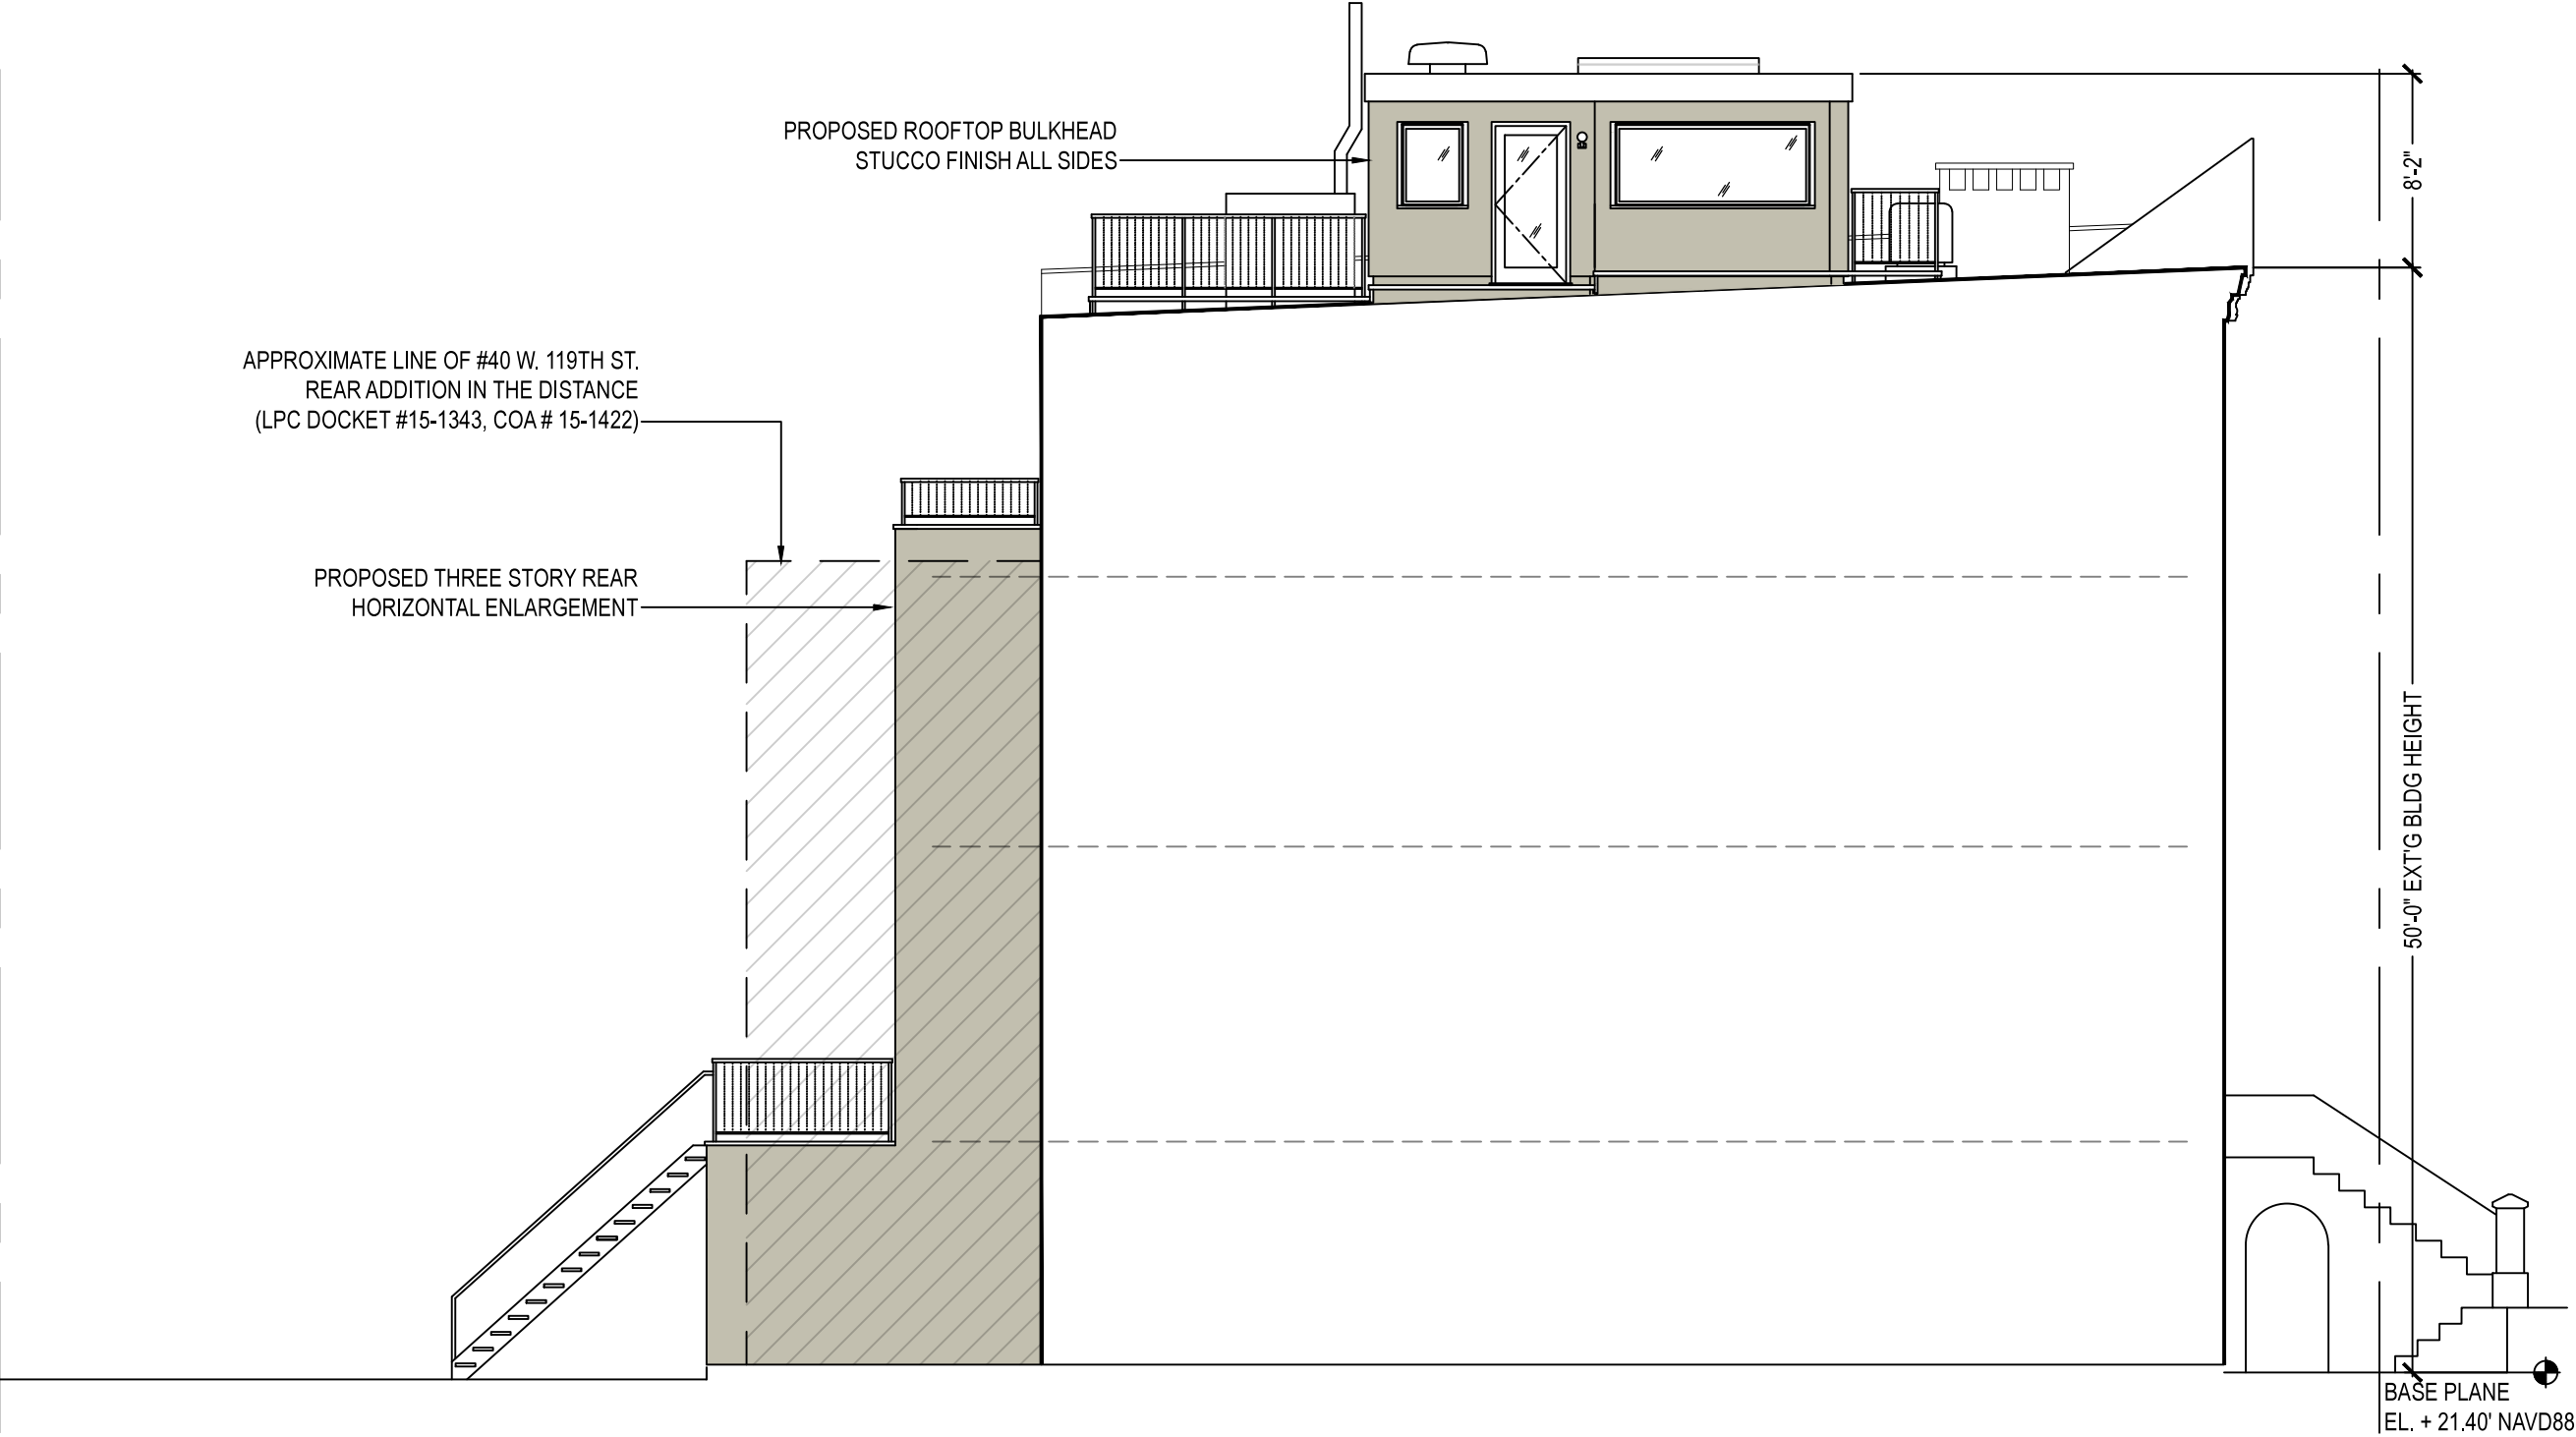 PROPOSED ROOFTOP BULKHEAD
STUCCO FINISH ALL SIDES
8'-2"
APPROXIMATE LINE OF #40 W. 119TH ST.
REAR ADDITION IN THE DISTANCE
(LPC DOCKET #15-1343, COA # 15-1422)
PROPOSED THREE STORY REAR
HORIZONTAL ENLARGEMENT
50'-0" EXT'G BLDG HEIGHT
BASE PLANE
EL. + 21.40' NAVD88